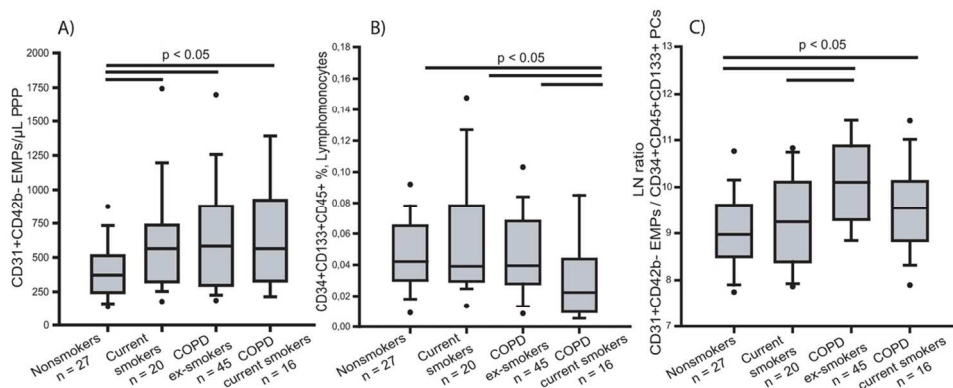 A)
p < 0.05
CD31+CD42b- EMPs/µL PPP
2000
1750
1500
1250
1000
750
500
250
0
Nonsmokers
n = 27
Current
smokers
n = 20
COPD
ex-smokers
n = 45
COPD
current smokers
n = 16
B)
p < 0.05
CD34+CD133+CD45+ %, Lymphomonocytes
0,18
0,16
0,14
0,12
0,10
0,08
0,06
0,04
0,02
0,00
Nonsmokers
n = 27
Current
smokers
n = 20
COPD
ex-smokers
n = 45
COPD
current smokers
n = 16
C)
p < 0.05
LN ratio
CD31+CD42b- EMPs / CD34+CD45+CD133+ PCs
13
12
11
10
9
8
7
Nonsmokers
n = 27
Current
smokers
n = 20
COPD
ex-smokers
n = 45
COPD
current smokers
n = 16